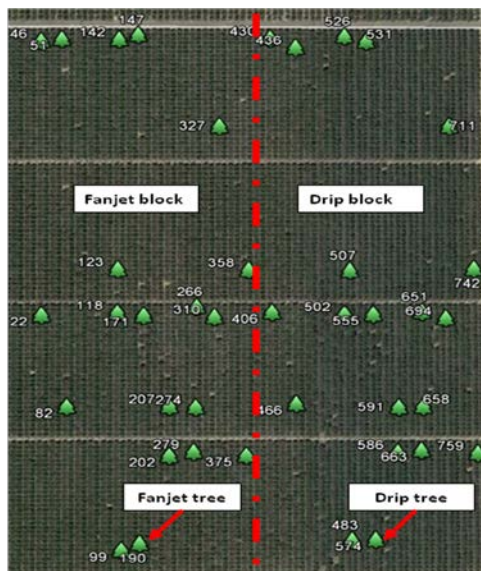 147
46 142 430 526
51 436 531
327 711
Fanjet block Drip block
123 358 507
742
266
118 310 502 651
22 171 406 555 694
207 274 658
82 466 591
279 586 759
202 375 663
Fanjet tree Drip tree
483
99 190 574